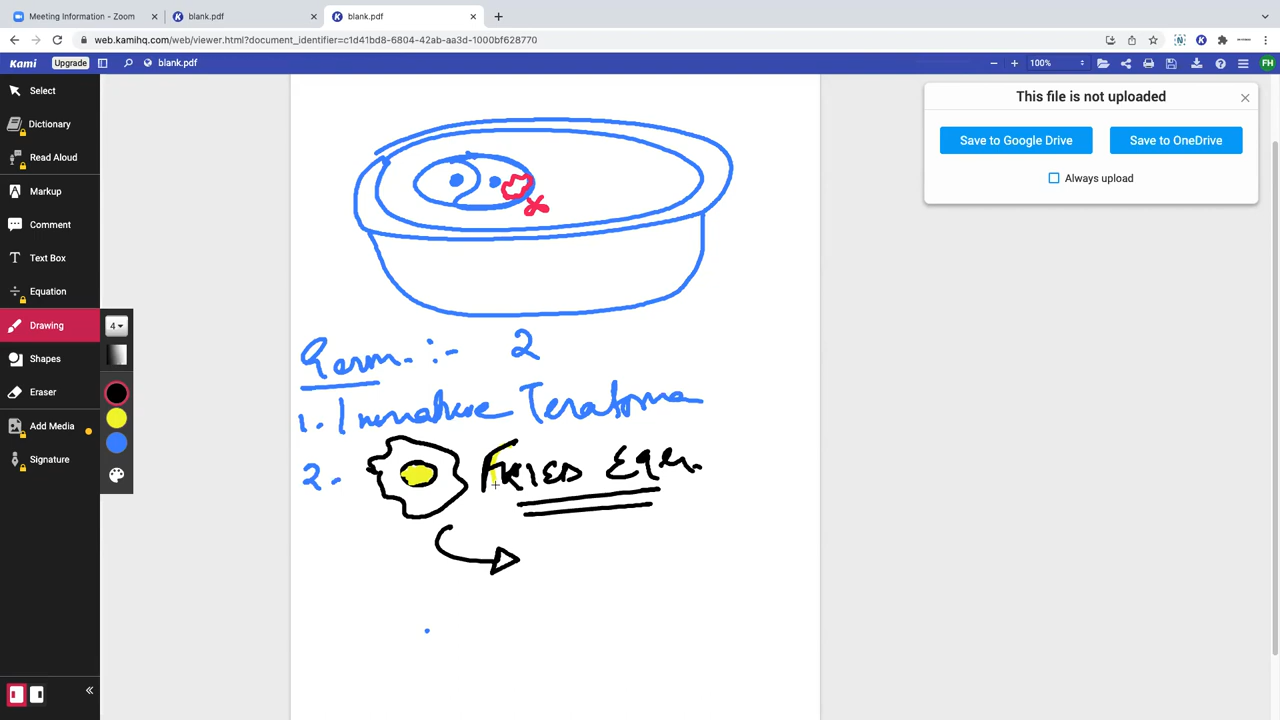 Meeting Information - Zoom
blank.pdf
blank.pdf
web.kamihq.com/web/viewer.html?document_identifier=c1d41bd8-6804-42ab-aa3d-1000bf628770
Kami Upgrade blank.pdf 100% FH
Select
Dictionary
Read Aloud
Markup
Comment
Text Box
Equation
Drawing
Shapes
Eraser
Add Media
Signature
4
This file is not uploaded
Save to Google Drive Save to OneDrive
Always upload
Germ. :- 2
1. Immature Teratoma
2. FRIED Egg.